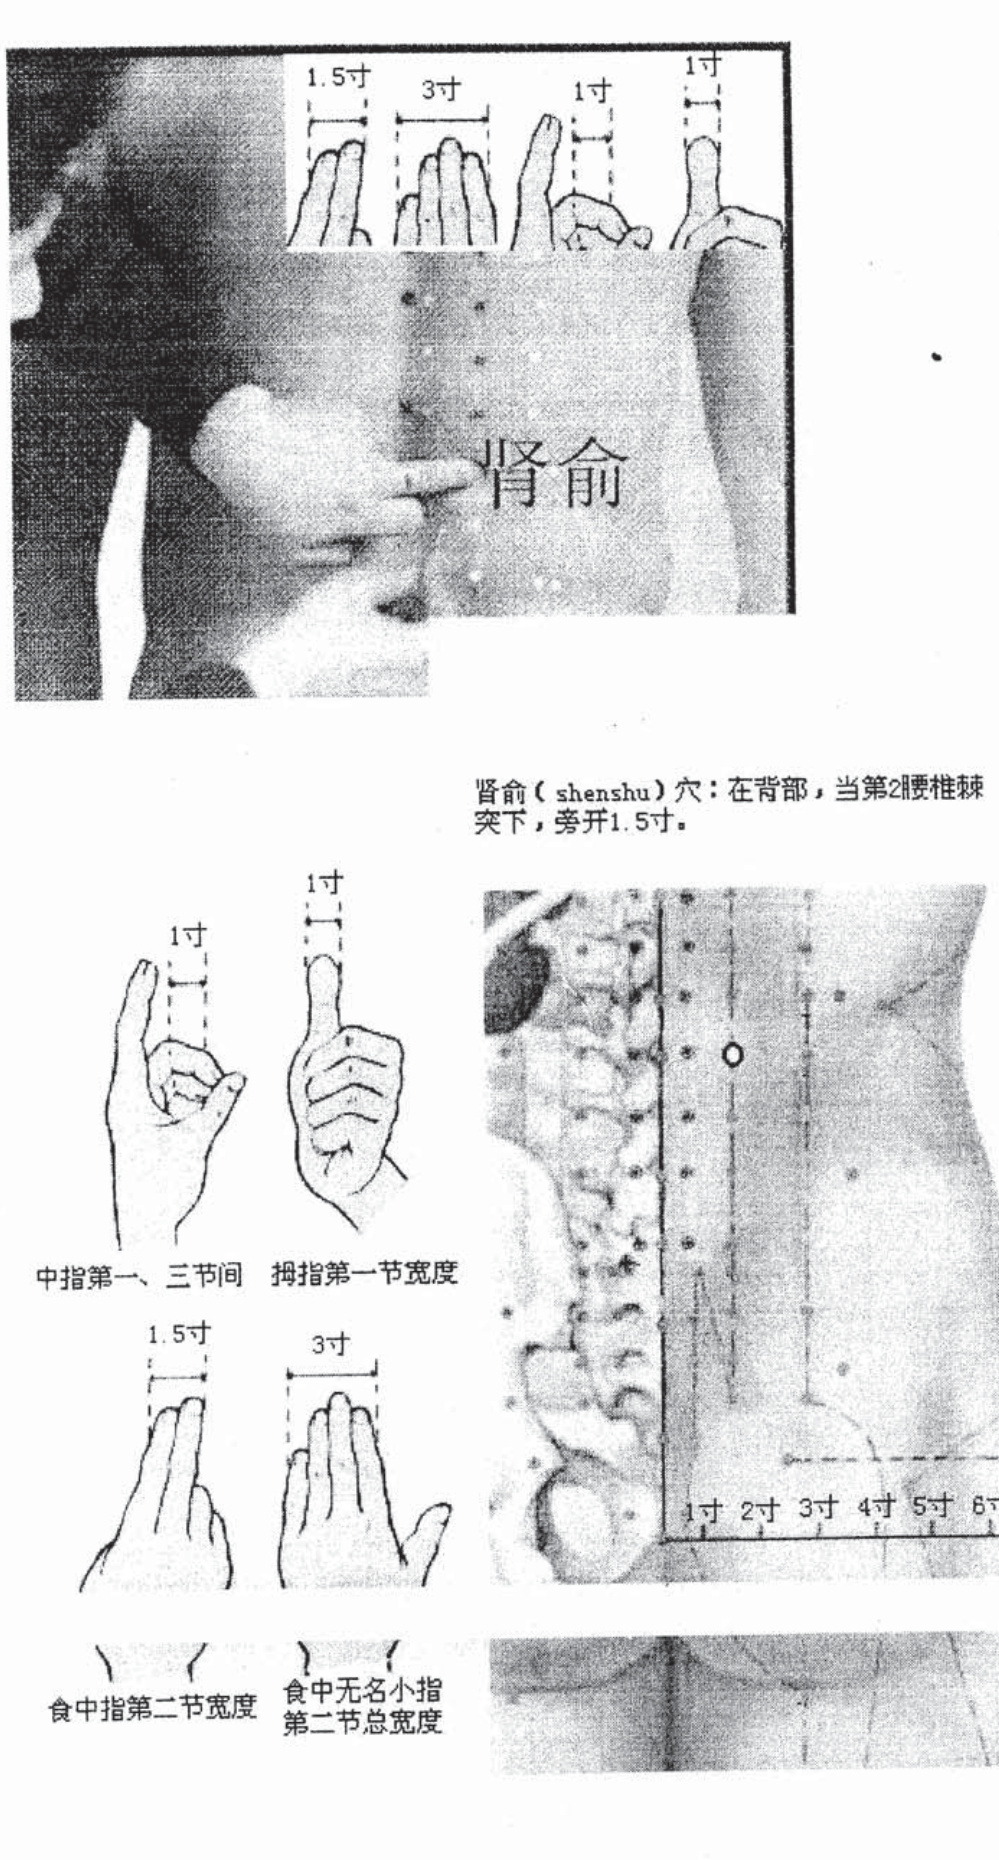 1.5寸
3寸
1寸
1寸
肾俞
肾俞(shenshu)穴:在背部,当第2腰椎棘
突下,旁开1.5寸。
1寸
1寸
中指第一、三节间
拇指第一节宽度
1.5寸
3寸
1寸 2寸 3寸 4寸 5寸 6寸
食中指第二节宽度
食中无名小指
第二节总宽度